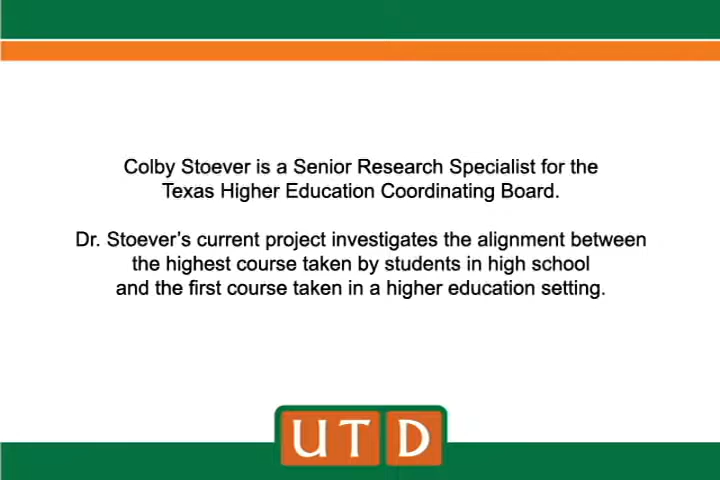 Colby Stoever is a Senior Research Specialist for the
Texas Higher Education Coordinating Board.
Dr. Stoever's current project investigates the alignment between
the highest course taken by students in high school
and the first course taken in a higher education setting.
UTD